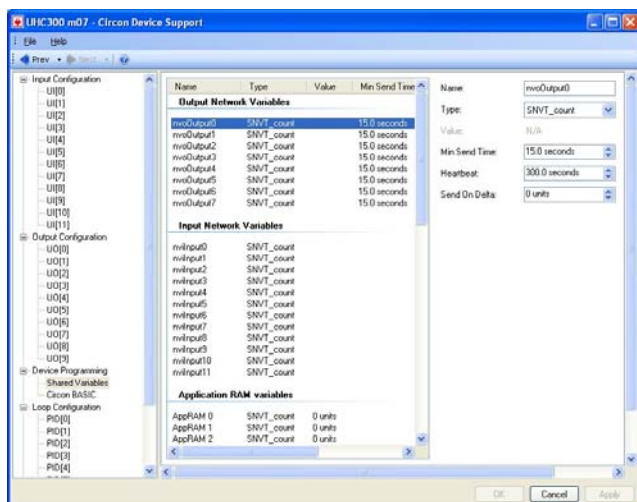 UHC300 m07 - Circon Device Support
File Help
Prev Next
Input Configuration
UI[0]
UI[1]
UI[2]
UI[3]
UI[4]
UI[5]
UI[6]
UI[7]
UI[8]
UI[9]
UI[10]
UI[11]
Output Configuration
UO[0]
UO[1]
UO[2]
UO[3]
UO[4]
UO[5]
UO[6]
UO[7]
UO[8]
UO[9]
Device Programming
Shared Variables
Circon BASIC
Loop Configuration
PID[0]
PID[1]
PID[2]
PID[3]
PID[4]
Name Type Value Min Send Time
Output Network Variables
nvoOutput0 SNVT_count 15.0 seconds
nvoOutput1 SNVT_count 15.0 seconds
nvoOutput2 SNVT_count 15.0 seconds
nvoOutput3 SNVT_count 15.0 seconds
nvoOutput4 SNVT_count 15.0 seconds
nvoOutput5 SNVT_count 15.0 seconds
nvoOutput6 SNVT_count 15.0 seconds
nvoOutput7 SNVT_count 15.0 seconds
Input Network Variables
nviInput0 SNVT_count
nviInput1 SNVT_count
nviInput2 SNVT_count
nviInput3 SNVT_count
nviInput4 SNVT_count
nviInput5 SNVT_count
nviInput6 SNVT_count
nviInput7 SNVT_count
nviInput8 SNVT_count
nviInput9 SNVT_count
nviInput10 SNVT_count
nviInput11 SNVT_count
Application RAM variables
AppRAM 0 SNVT_count 0 units
AppRAM 1 SNVT_count 0 units
AppRAM 2 SNVT_count 0 units
Name: nvoOutput0
Type: SNVT_count
Value: N/A
Min Send Time: 15.0 seconds
Heartbeat: 300.0 seconds
Send On Delta: 0 units
OK Cancel Apply